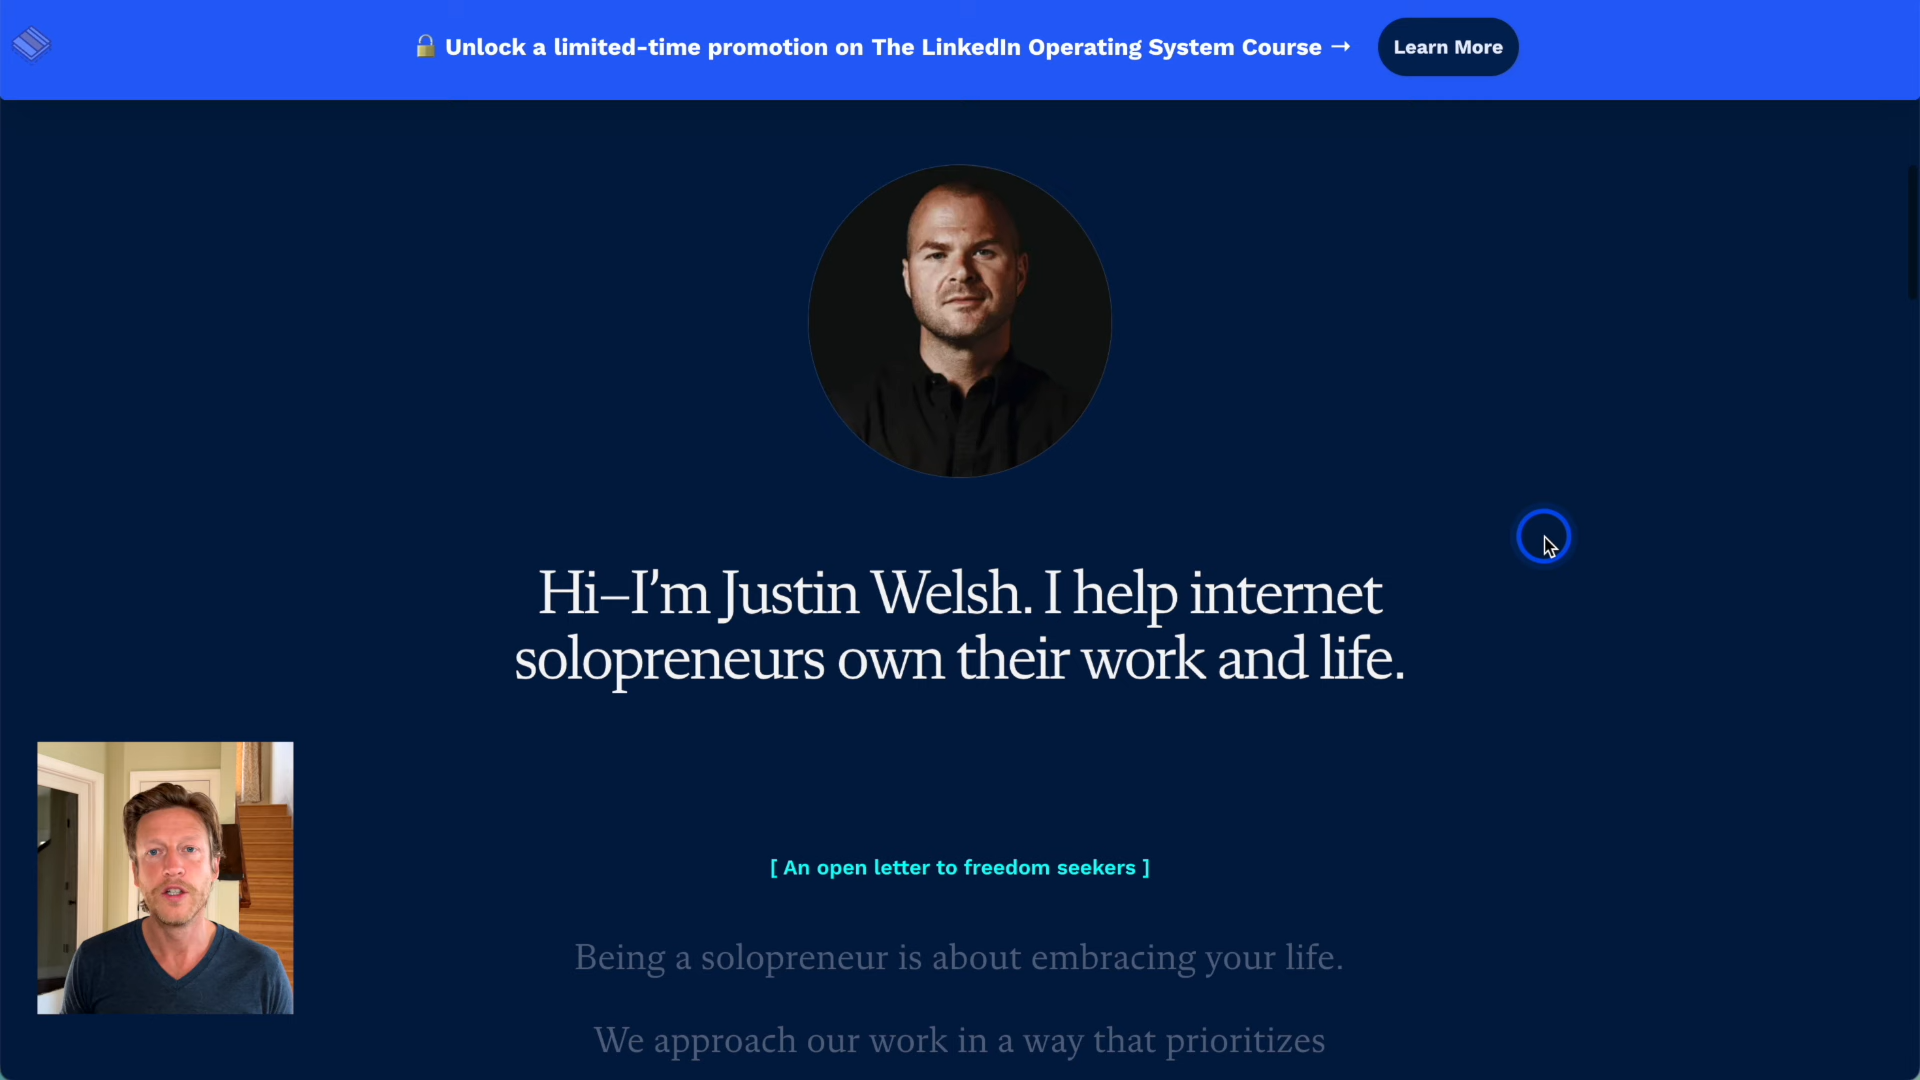 🔒 Unlock a limited-time promotion on The LinkedIn Operating System Course →
Learn More
Hi–I’m Justin Welsh. I help internet
solopreneurs own their work and life.
[ An open letter to freedom seekers ]
Being a solopreneur is about embracing your life.
We approach our work in a way that prioritizes